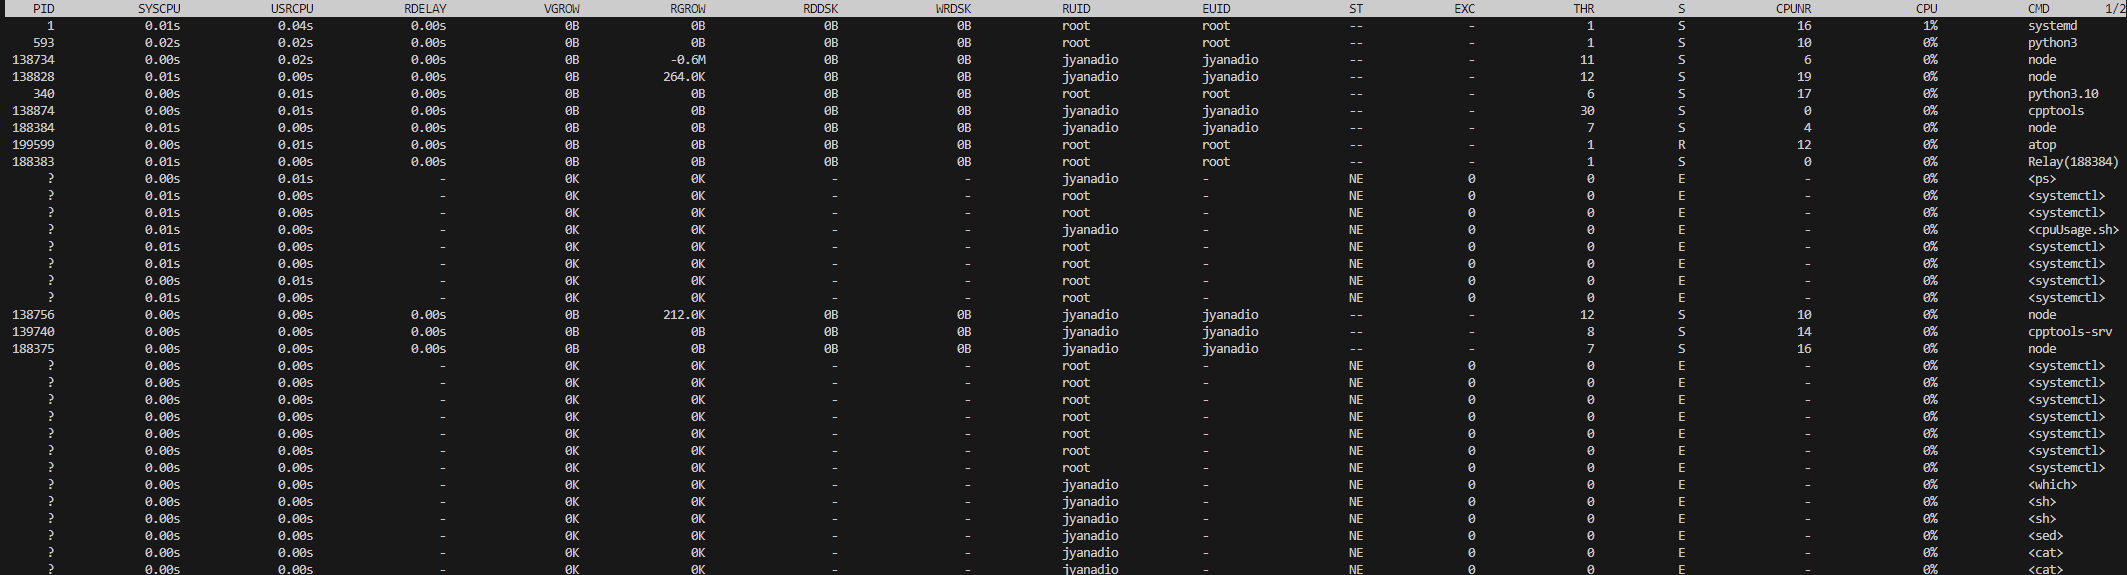 PID SYSCPU USRCPU RDELAY VGROW RGROW RDDSK WRDSK RUID EUID ST EXC THR S CPUNR CPU CMD 1/2
1 0.01s 0.04s 0.00s 0B 0B 0B 0B root root -- - 1 S 16 1% systemd
593 0.02s 0.02s 0.00s 0B 0B 0B 0B root root -- - 1 S 10 0% python3
138734 0.00s 0.02s 0.00s 0B -0.6M 0B 0B jyanadio jyanadio -- - 11 S 6 0% node
138828 0.01s 0.00s 0.00s 0B 264.0K 0B 0B jyanadio jyanadio -- - 12 S 19 0% node
340 0.00s 0.01s 0.00s 0B 0B 0B 0B root root -- - 6 S 17 0% python3.10
138874 0.00s 0.01s 0.00s 0B 0B 0B 0B jyanadio jyanadio -- - 30 S 0 0% cpptools
188384 0.01s 0.00s 0.00s 0B 0B 0B 0B jyanadio jyanadio -- - 7 S 4 0% node
199599 0.00s 0.01s 0.00s 0B 0B 0B 0B root root -- - 1 R 12 0% atop
188383 0.01s 0.00s 0.00s 0B 0B 0B 0B root root -- - 1 S 0 0% Relay(188384)
? 0.00s 0.01s - 0K 0K - - jyanadio - NE 0 0 E - 0% <ps>
? 0.01s 0.00s - 0K 0K - - root - NE 0 0 E - 0% <systemctl>
? 0.01s 0.00s - 0K 0K - - root - NE 0 0 E - 0% <systemctl>
? 0.01s 0.00s - 0K 0K - - jyanadio - NE 0 0 E - 0% <cpuUsage.sh>
? 0.01s 0.00s - 0K 0K - - root - NE 0 0 E - 0% <systemctl>
? 0.01s 0.00s - 0K 0K - - root - NE 0 0 E - 0% <systemctl>
? 0.00s 0.01s - 0K 0K - - root - NE 0 0 E - 0% <systemctl>
? 0.01s 0.00s - 0K 0K - - root - NE 0 0 E - 0% <systemctl>
138756 0.00s 0.00s 0.00s 0B 212.0K 0B 0B jyanadio jyanadio -- - 12 S 10 0% node
139740 0.00s 0.00s 0.00s 0B 0B 0B 0B jyanadio jyanadio -- - 8 S 14 0% cpptools-srv
188375 0.00s 0.00s 0.00s 0B 0B 0B 0B jyanadio jyanadio -- - 7 S 16 0% node
? 0.00s 0.00s - 0K 0K - - root - NE 0 0 E - 0% <systemctl>
? 0.00s 0.00s - 0K 0K - - root - NE 0 0 E - 0% <systemctl>
? 0.00s 0.00s - 0K 0K - - root - NE 0 0 E - 0% <systemctl>
? 0.00s 0.00s - 0K 0K - - root - NE 0 0 E - 0% <systemctl>
? 0.00s 0.00s - 0K 0K - - root - NE 0 0 E - 0% <systemctl>
? 0.00s 0.00s - 0K 0K - - root - NE 0 0 E - 0% <systemctl>
? 0.00s 0.00s - 0K 0K - - root - NE 0 0 E - 0% <systemctl>
? 0.00s 0.00s - 0K 0K - - jyanadio - NE 0 0 E - 0% <which>
? 0.00s 0.00s - 0K 0K - - jyanadio - NE 0 0 E - 0% <sh>
? 0.00s 0.00s - 0K 0K - - jyanadio - NE 0 0 E - 0% <sh>
? 0.00s 0.00s - 0K 0K - - jyanadio - NE 0 0 E - 0% <sed>
? 0.00s 0.00s - 0K 0K - - jyanadio - NE 0 0 E - 0% <cat>
? 0.00s 0.00s - 0K 0K - - jyanadio - NE 0 0 E - 0% <cat>